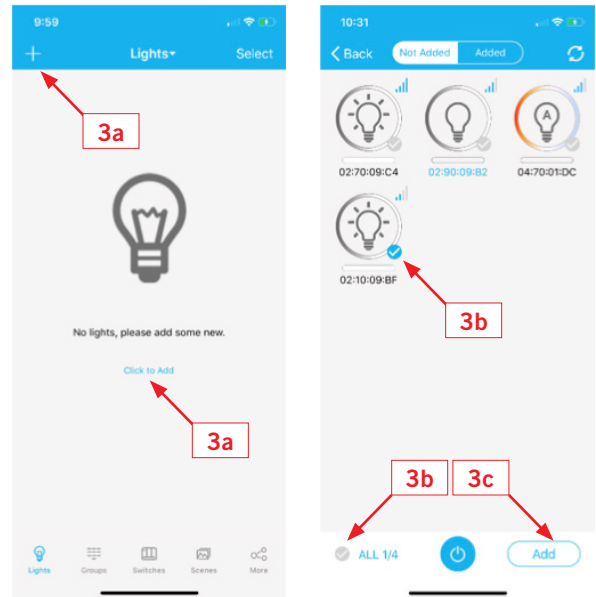 9:59
Lights
Select
3a
No lights, please add some new.
Click to Add
3a
Lights Groups Switches Scenes More
10:31
Back Not Added Added
02:70:09:C4 02:90:09:B2 04:70:01:DC
A
02:10:09:BF
3b
3b 3c
ALL 1/4 Add